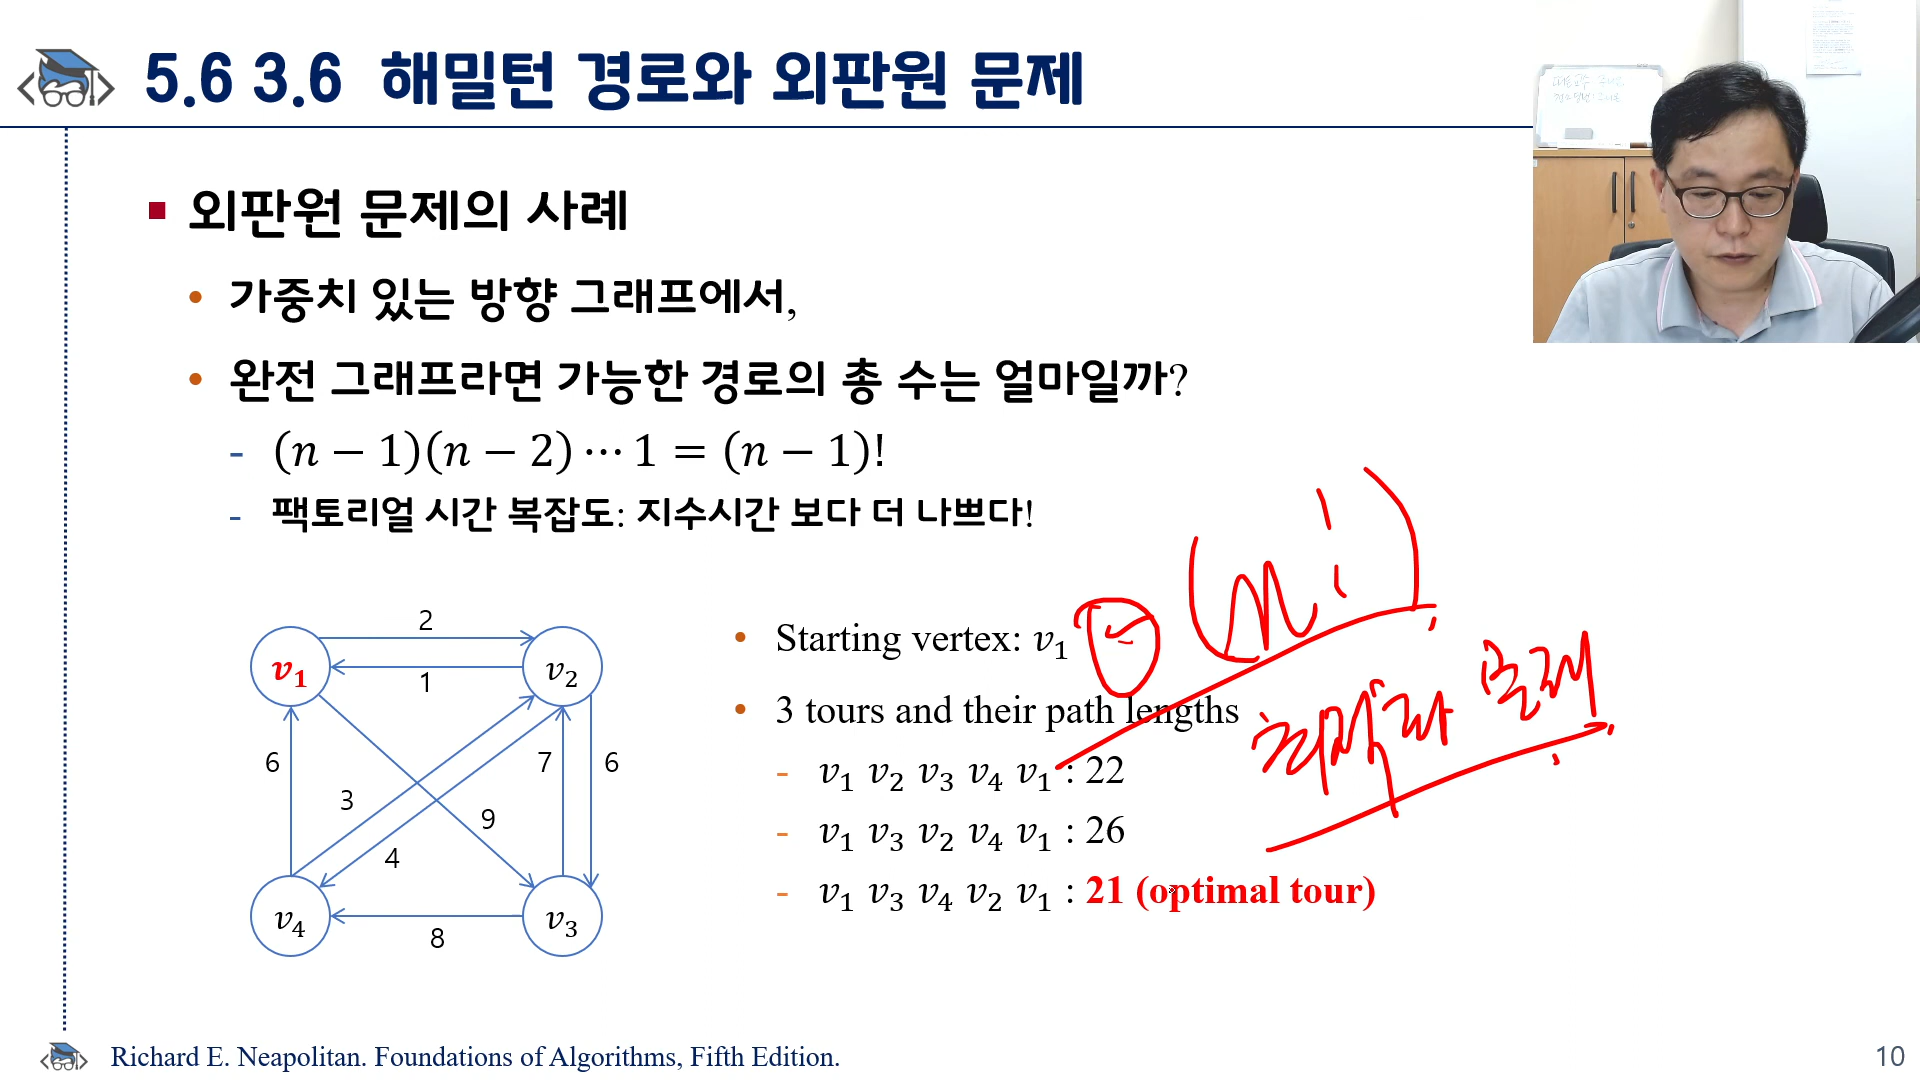 5.6 3.6 해밀턴 경로와 외판원 문제
외판원 문제의 사례
가중치 있는 방향 그래프에서,
완전 그래프라면 가능한 경로의 총 수는 얼마일까?
- (n − 1)(n − 2) ⋯ 1 = (n − 1)!
- 팩토리얼 시간 복잡도: 지수시간 보다 더 나쁘다!
2
v1
v2
1
6
3
9
7
6
4
v4
v3
8
• Starting vertex: v1
(n!)
• 3 tours and their path lengths
- v1 v2 v3 v4 v1 : 22
- v1 v3 v2 v4 v1 : 26
- v1 v3 v4 v2 v1 : 21 (optimal tour)
Richard E. Neapolitan. Foundations of Algorithms, Fifth Edition.
10